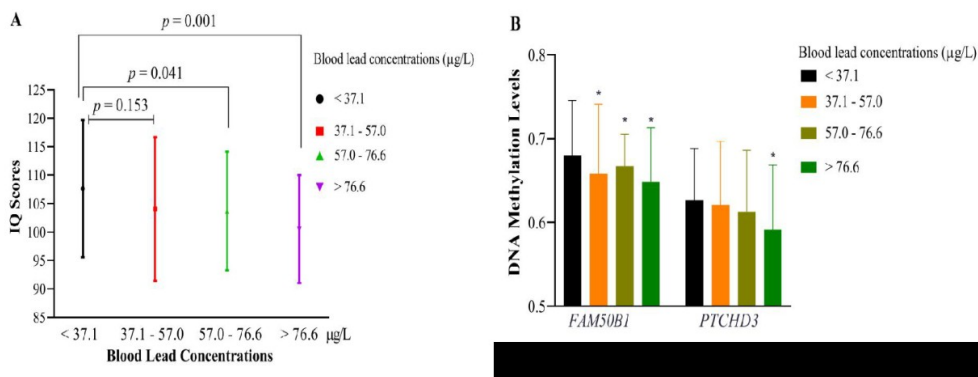 A
p = 0.001
Blood lead concentrations (µg/L)
p = 0.041
p = 0.153
< 37.1
37.1 - 57.0
57.0 - 76.6
> 76.6
IQ Scores
125
120
115
110
105
100
95
90
85
< 37.1 37.1 - 57.0 57.0 - 76.6 > 76.6 µg/L
Blood Lead Concentrations
B
Blood lead concentrations (µg/L)
< 37.1
37.1 - 57.0
57.0 - 76.6
> 76.6
DNA Methylation Levels
0.8
0.7
0.6
0.5
* * * *
FAM50B1 PTCHD3